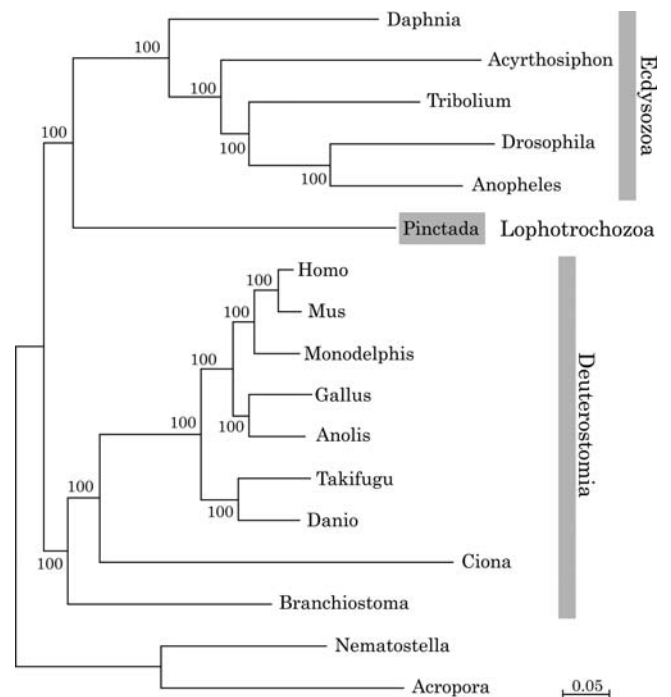 Daphnia
100
Acyrthosiphon
100
Tribolium
100
100
Drosophila
100
Anopheles
Ecdysozoa
Pinctada Lophotrochozoa
Homo
100
Mus
100
Monodelphis
100
100
Gallus
100
Anolis
100
Takifugu
100
Danio
100
Ciona
100
Branchiostoma
Deuterostomia
Nematostella
Acropora
0.05